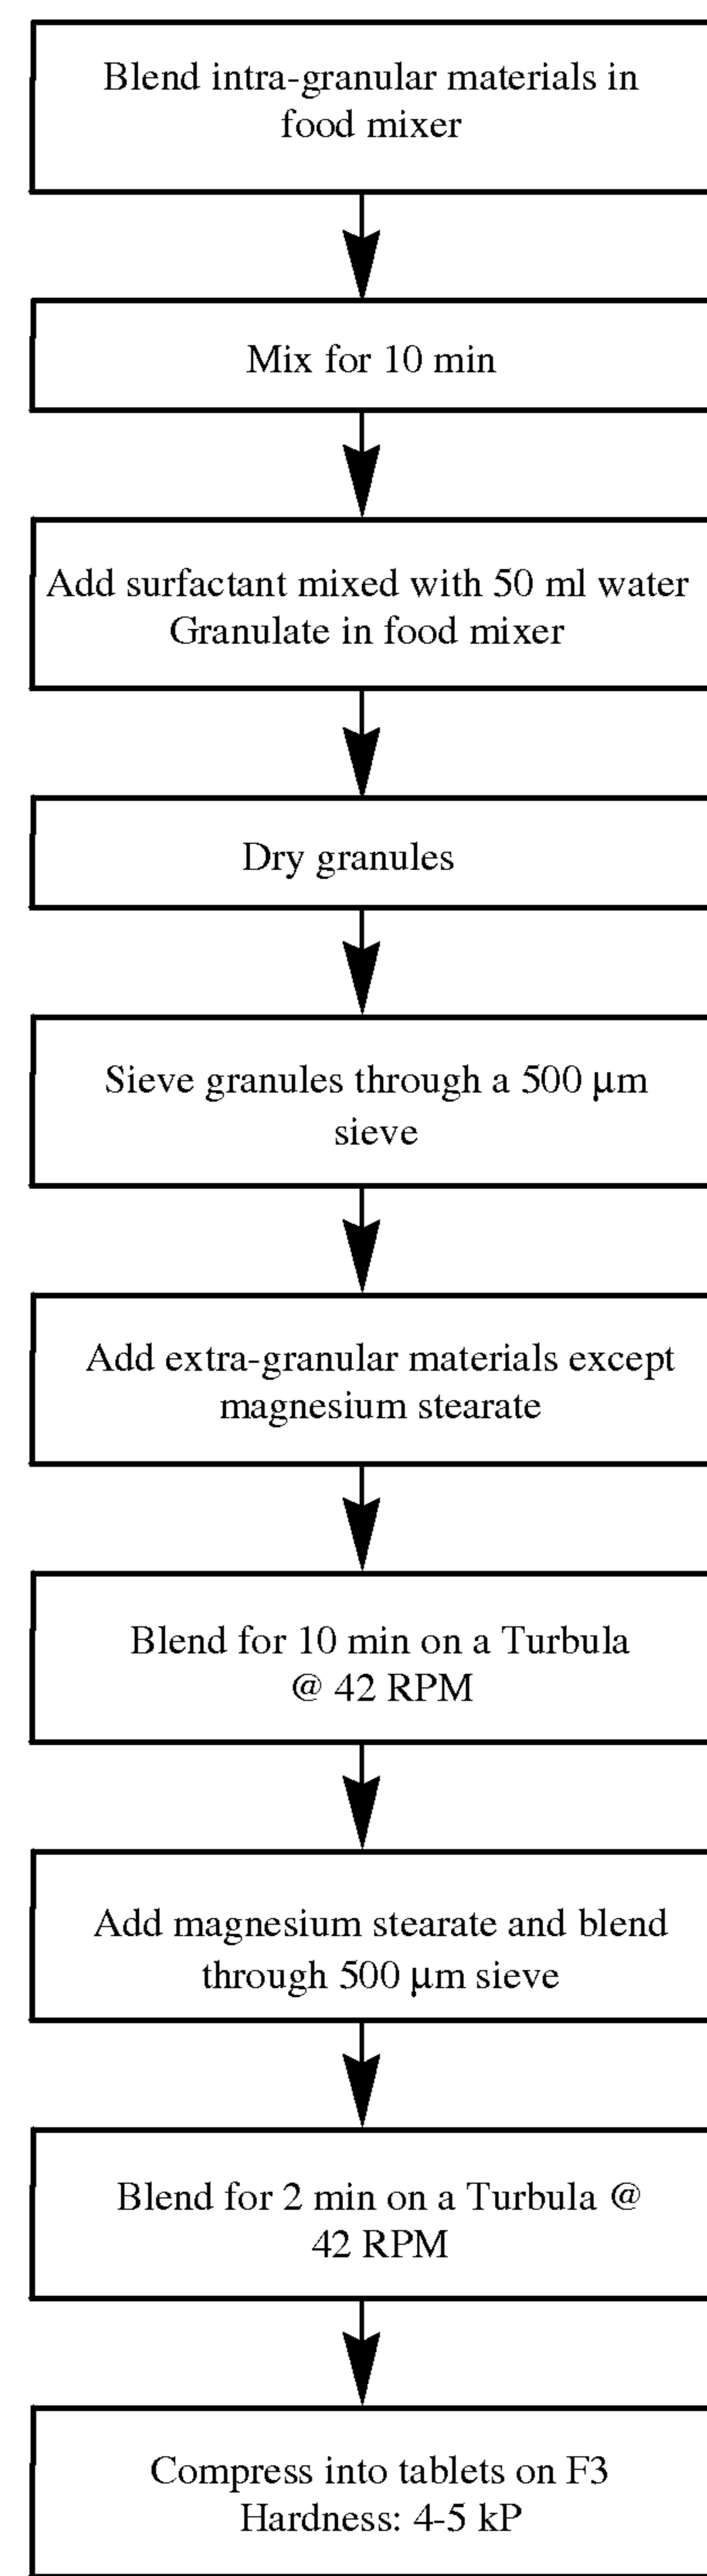 Blend intra-granular materials in
food mixer
Mix for 10 min
Add surfactant mixed with 50 ml water
Granulate in food mixer
Dry granules
Sieve granules through a 500 μm
sieve
Add extra-granular materials except
magnesium stearate
Blend for 10 min on a Turbula
@ 42 RPM
Add magnesium stearate and blend
through 500 μm sieve
Blend for 2 min on a Turbula @
42 RPM
Compress into tablets on F3
Hardness: 4-5 kP